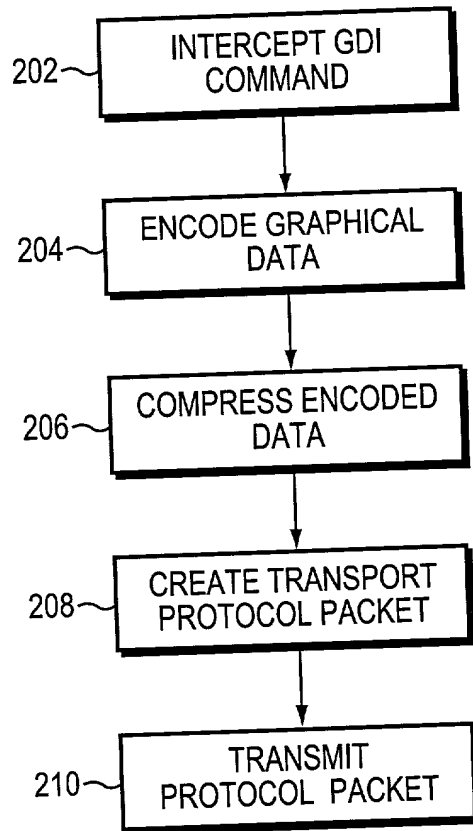 202
INTERCEPT GDI
COMMAND
204
ENCODE GRAPHICAL
DATA
206
COMPRESS ENCODED
DATA
208
CREATE TRANSPORT
PROTOCOL PACKET
210
TRANSMIT
PROTOCOL PACKET